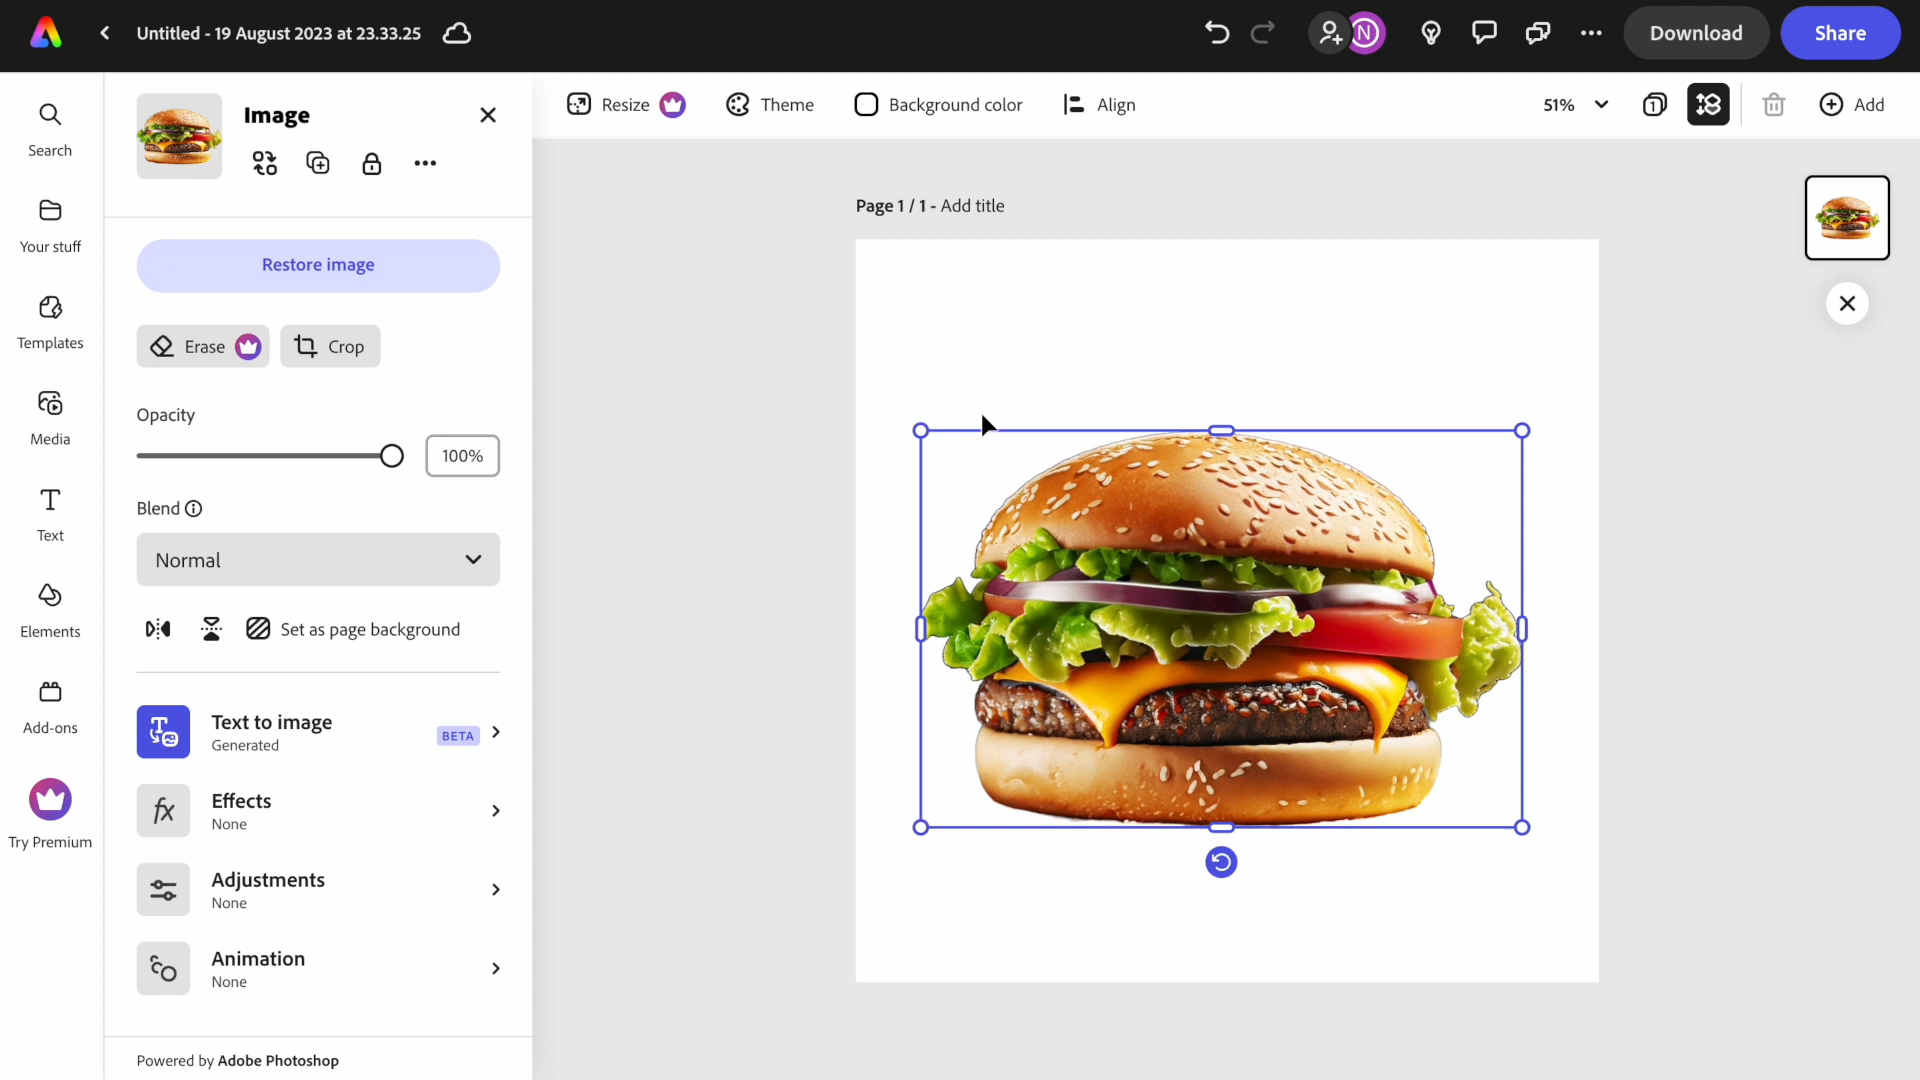 Untitled - 19 August 2023 at 23.33.25
N
Download
Share
Search
Your stuff
Templates
Media
Text
Elements
Add-ons
Try Premium
Image
Restore image
Erase
Crop
Opacity
100%
Blend
Normal
Set as page background
Text to image
Generated
BETA
Effects
None
Adjustments
None
Animation
None
Powered by Adobe Photoshop
Resize
Theme
Background color
Align
51%
1
Add
Page 1 / 1 - Add title